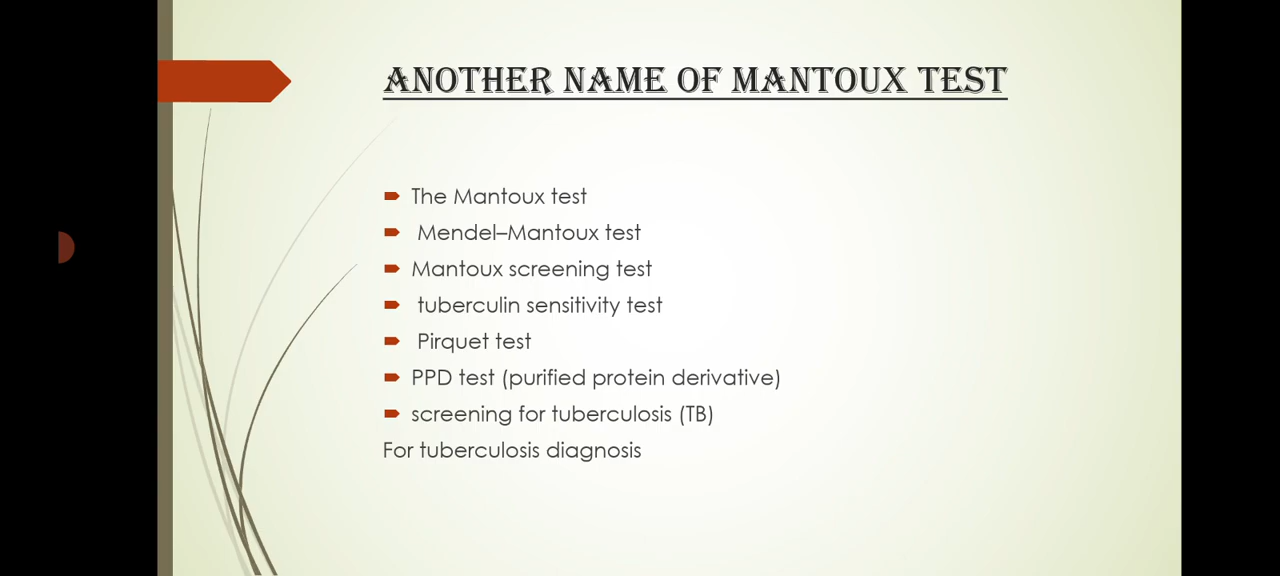 ANOTHER NAME OF MANTOUX TEST
The Mantoux test
Mendel–Mantoux test
Mantoux screening test
tuberculin sensitivity test
Pirquet test
PPD test (purified protein derivative)
screening for tuberculosis (TB)
For tuberculosis diagnosis